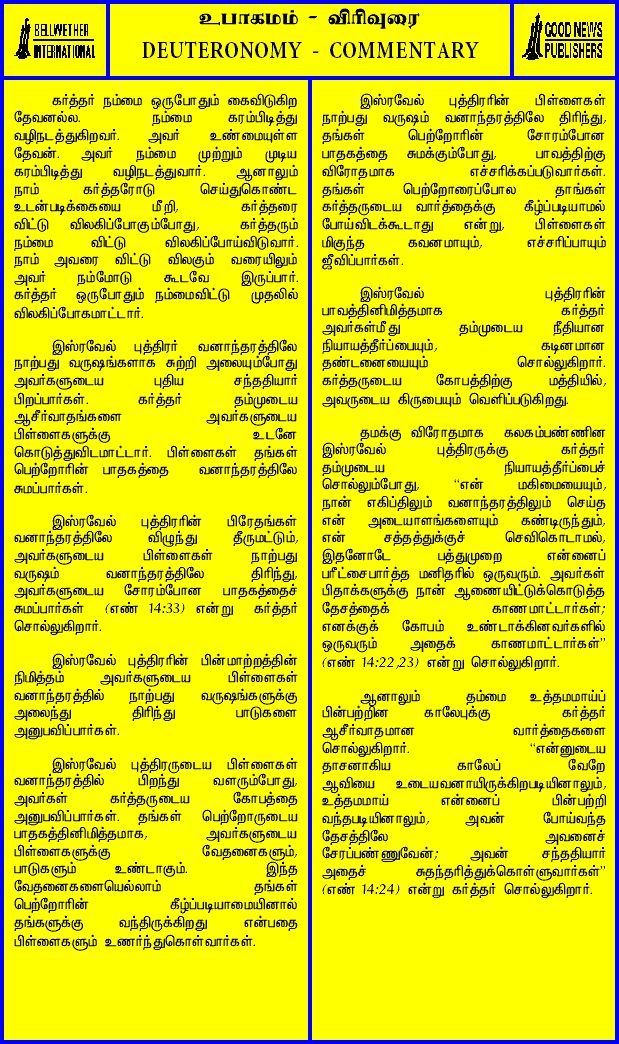 BELLWETHER
INTERNATIONAL
உபாகமம் - விரிவுரை
DEUTERONOMY - COMMENTARY
GOOD NEWS
PUBLISHERS
கர்த்தர் நம்மை ஒருபோதும் கைவிடுகிற
தேவனல்ல. நம்மை கரம்பிடித்து
வழிநடத்துகிறவர். அவர் உண்மையுள்ள
தேவன். அவர் நம்மை முற்றும் முடிய
கரம்பிடித்து வழிநடத்துவார். ஆனாலும்
நாம் கர்த்தரோடு செய்துகொண்ட
உடன்படிக்கையை மீறி, கர்த்தரை
விட்டு விலகிப்போகும்போது, கர்த்தரும்
நம்மை விட்டு விலகிப்போய்விடுவார்.
நாம் அவரை விட்டு விலகும் வரையிலும்
அவர் நம்மோடு கூடவே இருப்பார்.
கர்த்தர் ஒருபோதும் நம்மைவிட்டு முதலில்
விலகிப்போகமாட்டார்.
இஸ்ரவேல் புத்திரர் வனாந்தரத்திலே
நாற்பது வருஷங்களாக சுற்றி அலையும்போது
அவர்களுடைய புதிய சந்ததியார்
பிறப்பார்கள். கர்த்தர் தம்முடைய
ஆசீர்வாதங்களை அவர்களுடைய
பிள்ளைகளுக்கு உடனே
கொடுத்துவிடமாட்டார். பிள்ளைகள் தங்கள்
பெற்றோரின் பாதகத்தை வனாந்தரத்திலே
சுமப்பார்கள்.
இஸ்ரவேல் புத்திரரின் பிரேதங்கள்
வனாந்தரத்திலே விழுந்து தீருமட்டும்,
அவர்களுடைய பிள்ளைகள் நாற்பது
வருஷம் வனாந்தரத்திலே திரிந்து,
அவர்களுடைய சோரம்போன பாதகத்தைச்
சுமப்பார்கள் (எண் 14:33) என்று கர்த்தர்
சொல்லுகிறார்.
இஸ்ரவேல் புத்திரரின் பின்மாற்றத்தின்
நிமித்தம் அவர்களுடைய பிள்ளைகள்
வனாந்தரத்தில் நாற்பது வருஷங்களுக்கு
அலைந்து திரிந்து பாடுகளை
அனுபவிப்பார்கள்.
இஸ்ரவேல் புத்திரருடைய பிள்ளைகள்
வனாந்தரத்தில் பிறந்து வளரும்போது,
அவர்கள் கர்த்தருடைய கோபத்தை
அனுபவிப்பார்கள். தங்கள் பெற்றோருடைய
பாதகத்தினிமித்தமாக, அவர்களுடைய
பிள்ளைகளுக்கு வேதனைகளும்,
பாடுகளும் உண்டாகும். இந்த
வேதனைகளையெல்லாம் தங்கள்
பெற்றோரின் கீழ்ப்படியாமையினால்
தங்களுக்கு வந்திருக்கிறது என்பதை
பிள்ளைகளும் உணர்ந்துகொள்வார்கள்.
இஸ்ரவேல் புத்திரரின் பிள்ளைகள்
நாற்பது வருஷம் வனாந்தரத்திலே திரிந்து,
தங்கள் பெற்றோரின் சோரம்போன
பாதகத்தை சுமக்கும்போது, பாவத்திற்கு
விரோதமாக எச்சரிக்கப்படுவார்கள்.
தங்கள் பெற்றோரைப்போல தாங்கள்
கர்த்தருடைய வார்த்தைக்கு கீழ்ப்படியாமல்
போய்விடக்கூடாது என்று, பிள்ளைகள்
மிகுந்த கவனமாயும், எச்சரிப்பாயும்
ஜீவிப்பார்கள்.
இஸ்ரவேல் புத்திரரின்
பாவத்தினிமித்தமாக கர்த்தர்
அவர்கள்மீது தம்முடைய நீதியான
நியாயத்தீர்ப்பையும், கடினமான
தண்டனையையும் சொல்லுகிறார்.
கர்த்தருடைய கோபத்திற்கு மத்தியில்,
அவருடைய கிருபையும் வெளிப்படுகிறது.
தமக்கு விரோதமாக கலகம்பண்ணின
இஸ்ரவேல் புத்திரருக்கு கர்த்தர்
தம்முடைய நியாயத்தீர்ப்பைச்
சொல்லும்போது, “என் மகிமையையும்,
நான் எகிப்திலும் வனாந்தரத்திலும் செய்த
என் அடையாளங்களையும் கண்டிருந்தும்,
என் சத்தத்துக்குச் செவிகொடாமல்,
இதனோடே பத்துமுறை என்னைப்
பரீட்சைபார்த்த மனிதரில் ஒருவரும். அவர்கள்
பிதாக்களுக்கு நான் ஆணையிட்டுக்கொடுத்த
தேசத்தைக் காணமாட்டார்கள்;
எனக்குக் கோபம் உண்டாக்கினவர்களில்
ஒருவரும் அதைக் காணமாட்டார்கள்”
(எண் 14:22,23) என்று சொல்லுகிறார்.
ஆனாலும் தம்மை உத்தமமாய்ப்
பின்பற்றின காலேபுக்கு கர்த்தர்
ஆசீர்வாதமான வார்த்தைகளை
சொல்லுகிறார். “என்னுடைய
தாசனாகிய காலேப் வேறே
ஆவியை உடையவனாயிருக்கிறபடியினாலும்,
உத்தமமாய் என்னைப் பின்பற்றி
வந்தபடியினாலும், அவன் போய்வந்த
தேசத்திலே அவனைச்
சேரப்பண்ணுவேன்; அவன் சந்ததியார்
அதைச் சுதந்தரித்துக்கொள்ளுவார்கள்”
(எண் 14:24) என்று கர்த்தர் சொல்லுகிறார்.